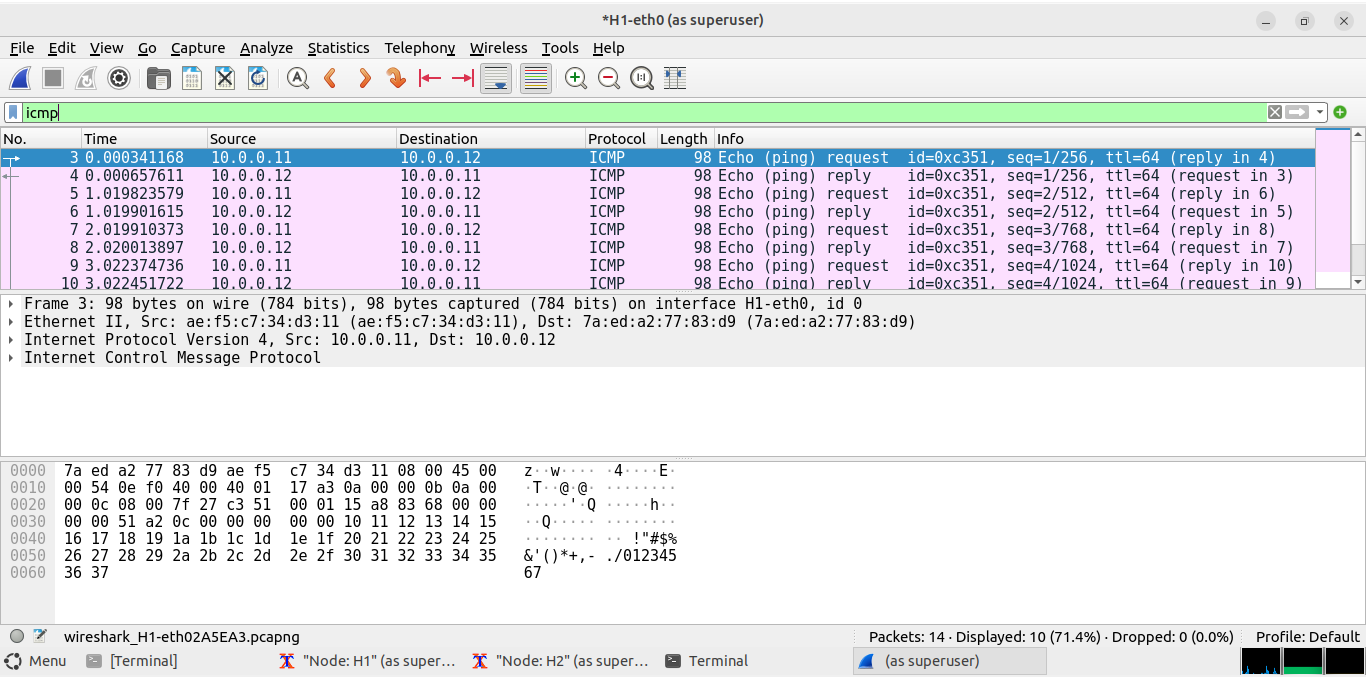 *H1-eth0 (as superuser)
File Edit View Go Capture Analyze Statistics Telephony Wireless Tools Help
icmp
No. Time Source Destination Protocol Length Info
3 0.000341168 10.0.0.11 10.0.0.12 ICMP 98 Echo (ping) request id=0xc351, seq=1/256, ttl=64 (reply in 4)
4 0.000657611 10.0.0.12 10.0.0.11 ICMP 98 Echo (ping) reply id=0xc351, seq=1/256, ttl=64 (request in 3)
5 1.019823579 10.0.0.11 10.0.0.12 ICMP 98 Echo (ping) request id=0xc351, seq=2/512, ttl=64 (reply in 6)
6 1.019901615 10.0.0.12 10.0.0.11 ICMP 98 Echo (ping) reply id=0xc351, seq=2/512, ttl=64 (request in 5)
7 2.019910373 10.0.0.11 10.0.0.12 ICMP 98 Echo (ping) request id=0xc351, seq=3/768, ttl=64 (reply in 8)
8 2.020013897 10.0.0.12 10.0.0.11 ICMP 98 Echo (ping) reply id=0xc351, seq=3/768, ttl=64 (request in 7)
9 3.022374736 10.0.0.11 10.0.0.12 ICMP 98 Echo (ping) request id=0xc351, seq=4/1024, ttl=64 (reply in 10)
10 3.022451722 10.0.0.12 10.0.0.11 ICMP 98 Echo (ping) reply id=0xc351, seq=4/1024, ttl=64 (request in 9)
Frame 3: 98 bytes on wire (784 bits), 98 bytes captured (784 bits) on interface H1-eth0, id 0
Ethernet II, Src: ae:f5:c7:34:d3:11 (ae:f5:c7:34:d3:11), Dst: 7a:ed:a2:77:83:d9 (7a:ed:a2:77:83:d9)
Internet Protocol Version 4, Src: 10.0.0.11, Dst: 10.0.0.12
Internet Control Message Protocol
0000 7a ed a2 77 83 d9 ae f5 c7 34 d3 11 08 00 45 00 z··w···· ·4····E·
0010 00 54 0e f0 40 00 40 01 17 a3 0a 00 00 0b 0a 00 ·T··@·@· ········
0020 00 0c 08 00 7f 27 c3 51 00 01 15 a8 83 68 00 00 ·····'·Q ·····h··
0030 00 00 51 a2 0c 00 00 00 00 00 10 11 12 13 14 15 ··Q····· ········
0040 16 17 18 19 1a 1b 1c 1d 1e 1f 20 21 22 23 24 25 ········ ·· !"#$%
0050 26 27 28 29 2a 2b 2c 2d 2e 2f 30 31 32 33 34 35 &'()*+,- ./012345
0060 36 37 67
wireshark_H1-eth02A5EA3.pcapng Packets: 14 · Displayed: 10 (71.4%) · Dropped: 0 (0.0%) Profile: Default
Menu [Terminal] "Node: H1" (as super... "Node: H2" (as super... Terminal (as superuser)